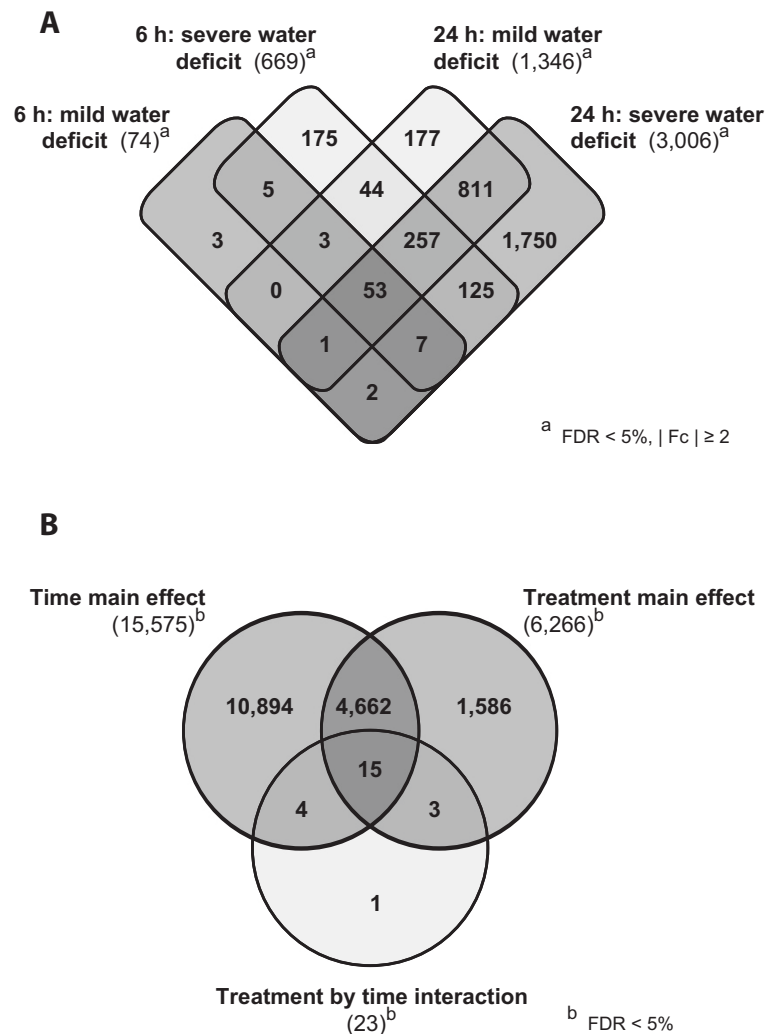 A
6 h: severe water
deficit (669)a
24 h: mild water
deficit (1,346)a
6 h: mild water
deficit (74)a
24 h: severe water
deficit (3,006)a
175
177
5
44
811
3
3
257
1,750
0
53
125
1
7
2
a FDR < 5%, | Fc | ≥ 2
B
Time main effect
(15,575)b
Treatment main effect
(6,266)b
10,894
4,662
1,586
15
4
3
1
Treatment by time interaction
(23)b
b FDR < 5%